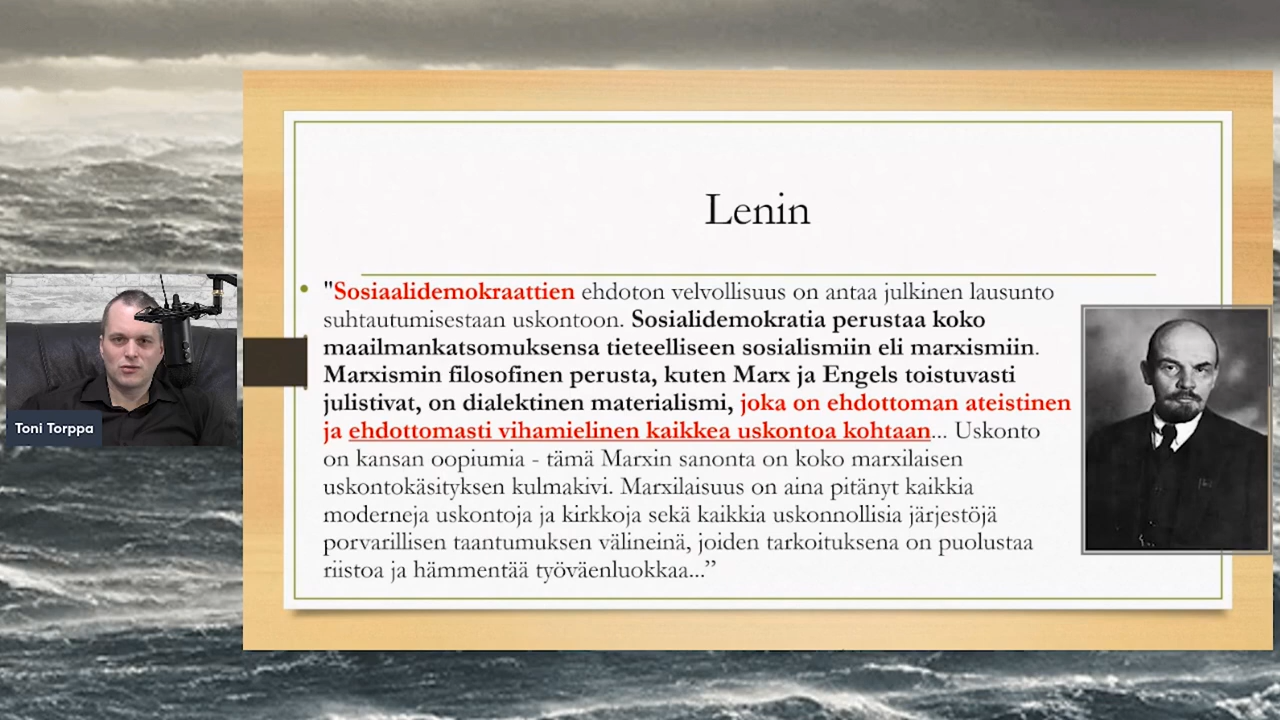 Lenin
"Sosiaalidemokraattien ehdoton velvollisuus on antaa julkinen lausunto
suhtautumisestaan uskontoon. Sosialidemokratia perustaa koko
maailmankatsomuksensa tieteelliseen sosialismiin eli marxismiin.
Marxismin filosofinen perusta, kuten Marx ja Engels toistuvasti
julistivat, on dialektinen materialismi, joka on ehdottoman ateistinen
ja ehdottomasti vihamielinen kaikkea uskontoa kohtaan... Uskonto
on kansan oopiumia - tämä Marxin sanonta on koko marxilaisen
uskontokäsityksen kulmakivi. Marxilaisuus on aina pitänyt kaikkia
moderneja uskontoja ja kirkkoja sekä kaikkia uskonnollisia järjestöjä
porvarillisen taantumuksen välineinä, joiden tarkoituksena on puolustaa
riistoa ja hämmentää työväenluokkaa...”
Toni Torppa